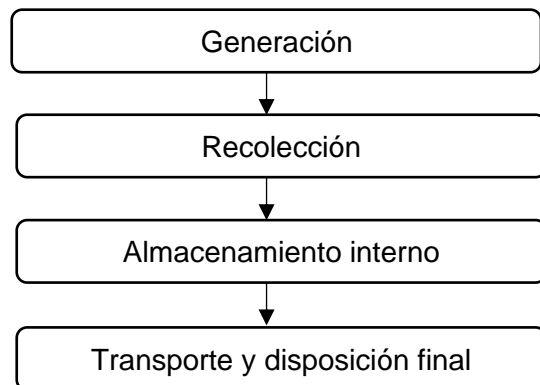 Generación
Recolección
Almacenamiento interno
Transporte y disposición final